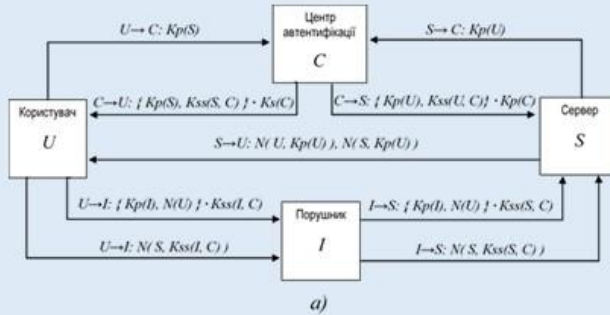 U→ C: Kp(S)
Центр
автентифікації
C
S→ C: Kp(U)
Користувач
U
C→U: { Kp(S), Kss(S, C) } · Ks(C)
C→S: { Kp(U), Kss(U, C)} · Kp(C)
Сервер
S
S→U: N( U, Kp(U) ), N( S, Kp(U) )
U→I: { Kp(I), N(U) } · Kss(I, C)
Порушник
I
I→S: { Kp(I), N(U) } · Kss(S, C)
U→I: N( S, Kss(I, C) )
I→S: N( S, Kss(S, C) )
а)